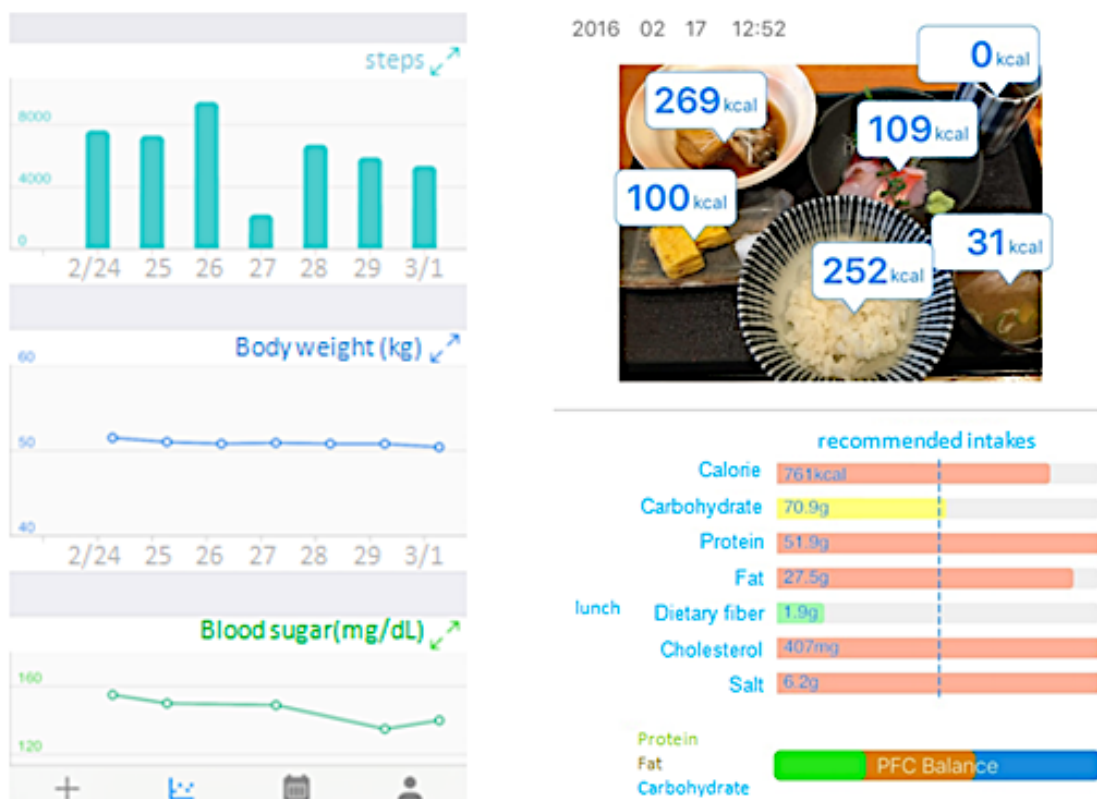 steps
8000
4000
0
2/24 25 26 27 28 29 3/1
Body weight (kg)
60
50
40
2/24 25 26 27 28 29 3/1
Blood sugar(mg/dL)
160
120
2016 02 17 12:52
0 kcal
269 kcal
109 kcal
100 kcal
31 kcal
252 kcal
recommended intakes
Calorie 761kcal
Carbohydrate 70.9g
Protein 51.9g
Fat 27.5g
lunch Dietary fiber 1.9g
Cholesterol 407mg
Salt 6.2g
Protein
Fat
Carbohydrate
PFC Balance